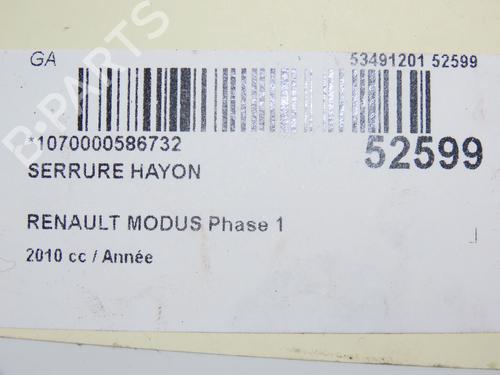 GA 53491201 52599
*1070000586732 52599
SERRURE HAYON
RENAULT MODUS Phase 1
2010 cc / Année
B-PARTS